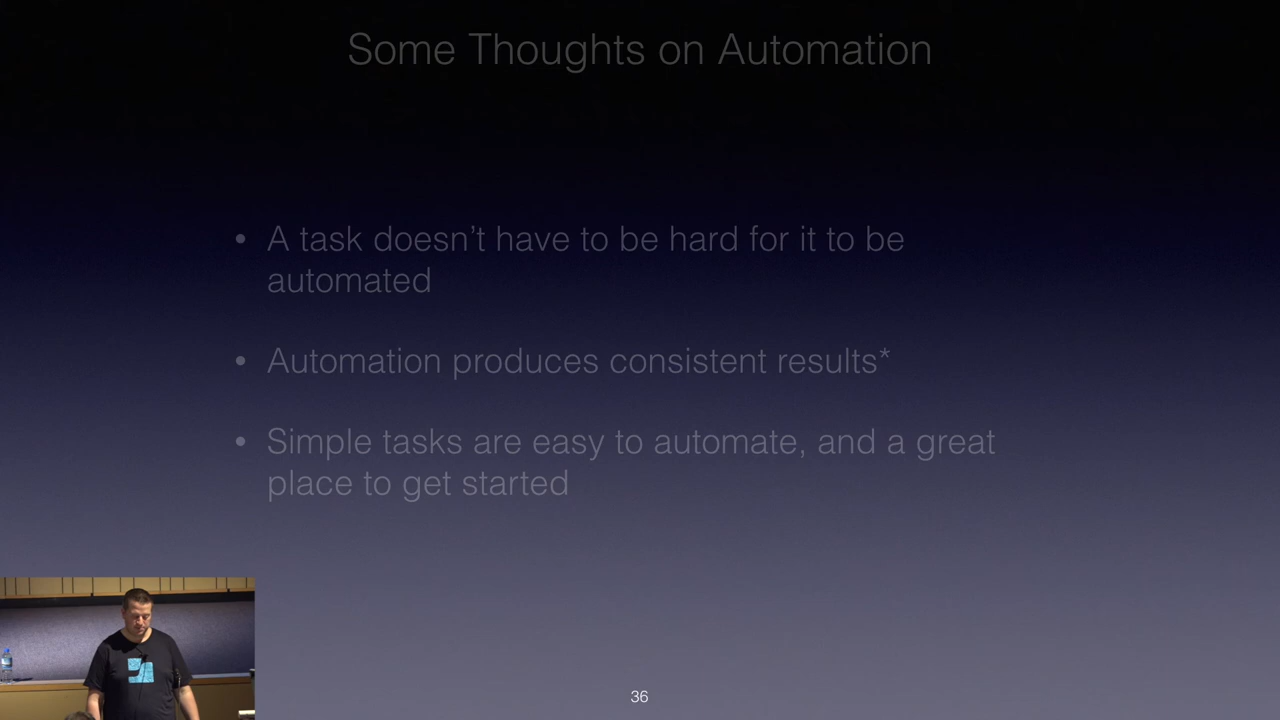 Some Thoughts on Automation
• A task doesn’t have to be hard for it to be
automated
• Automation produces consistent results*
• Simple tasks are easy to automate, and a great
place to get started
36